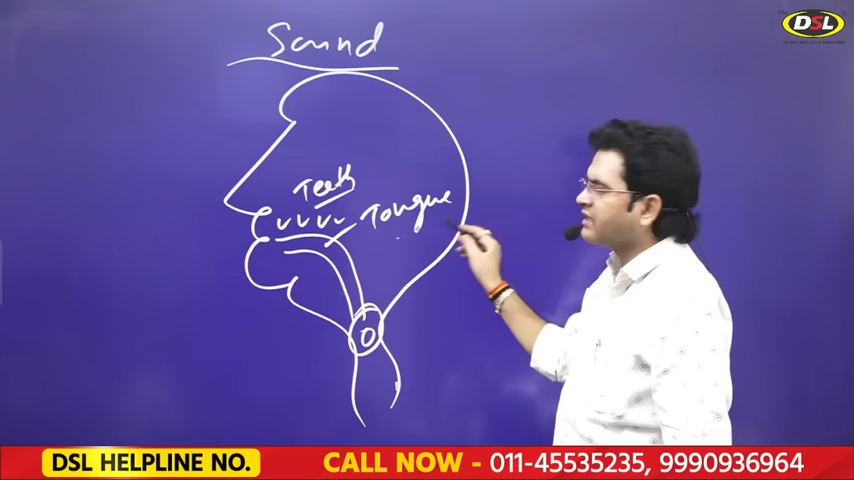 Sound
DSL
Teeth
Tongue
DSL HELPLINE NO.
CALL NOW - 011-45535235, 9990936964